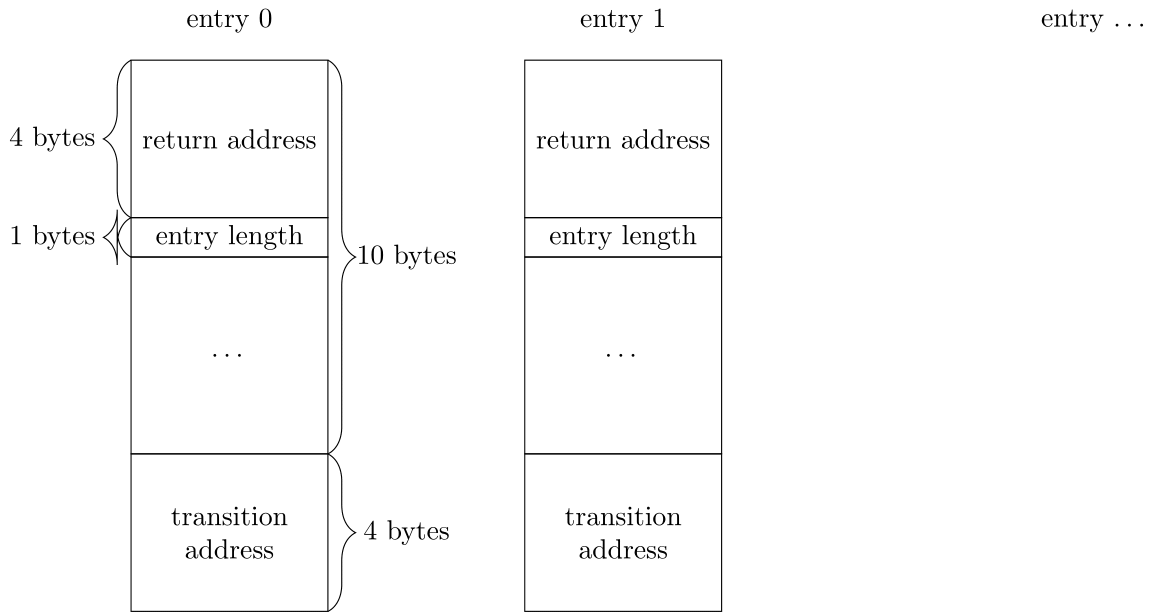 entry 0
entry 1
entry ...
4 bytes
return address
return address
1 bytes
entry length
entry length
10 bytes
...
...
transition
address
4 bytes
transition
address